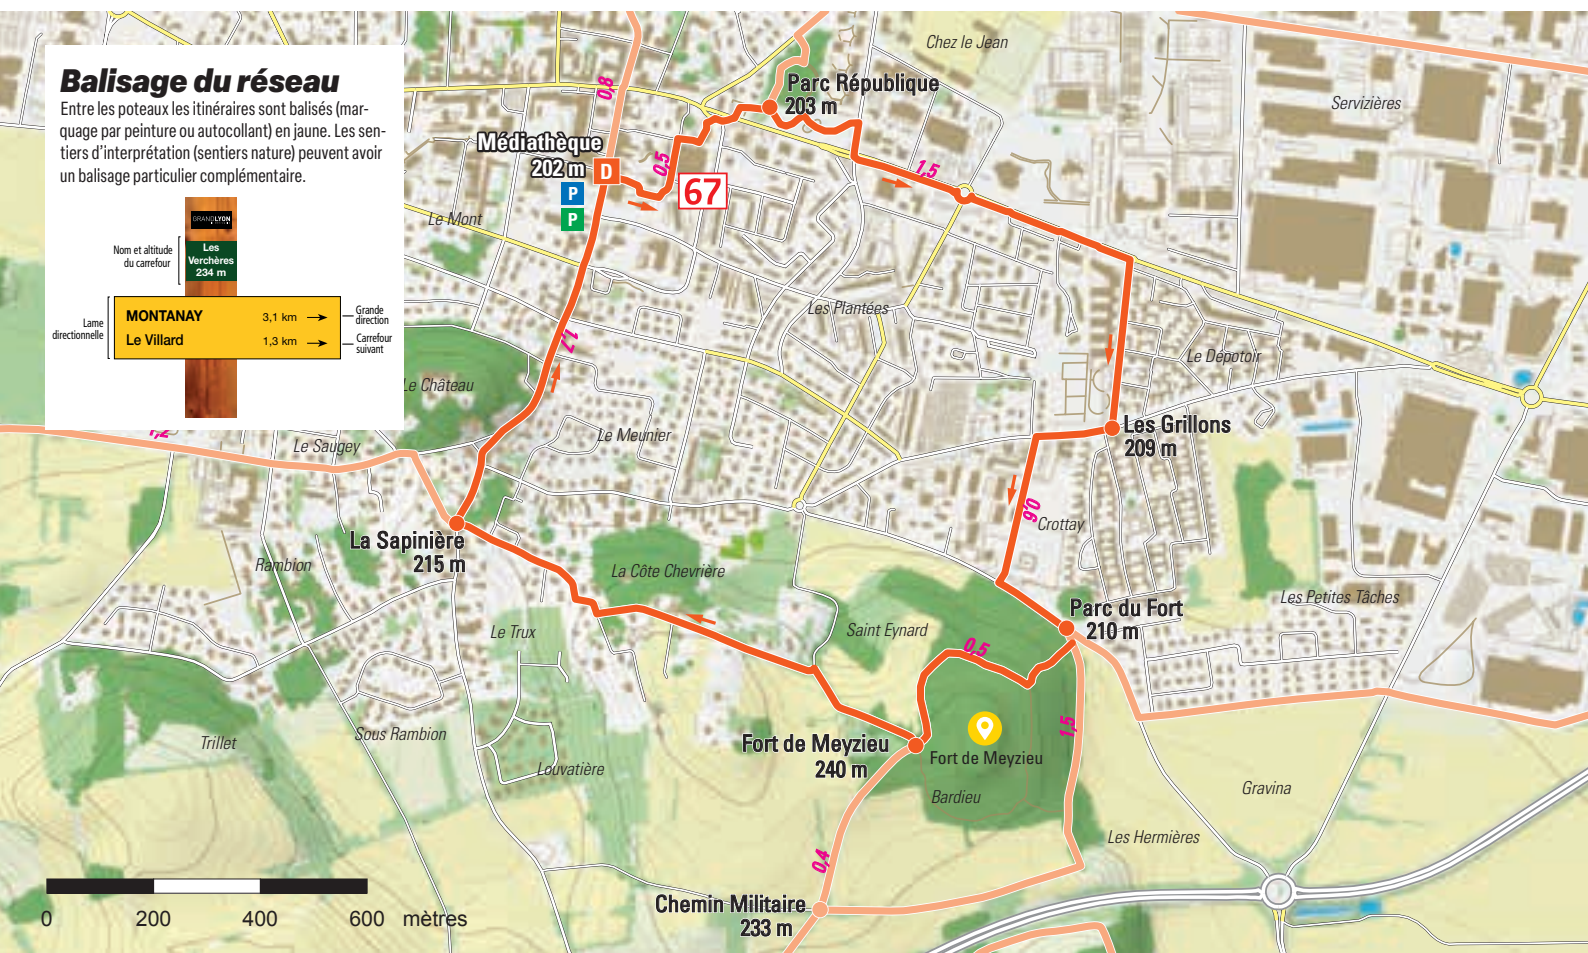 Balisage du réseau
Entre les poteaux les itinéraires sont balisés (mar-
quage par peinture ou autocollant) en jaune. Les sen-
tiers d'interprétation (sentiers nature) peuvent avoir
un balisage particulier complémentaire.
GRANDLYON
Nom et altitude
du carrefour
Les
Verchères
234 m
Lame
directionnelle
MONTANAY 3,1 km
Le Villard 1,3 km
Grande
direction
Carrefour
suivant
Chez le Jean
Servizières
0,8
Parc République
203 m
Médiathèque
202 m
D
P
P
0,5
67
1,5
Le Mont
Les Plantées
1,7
Le Dépotoir
Le Château
1,2
Le Saugey
Le Meunier
Les Grillons
209 m
0,6
Crottay
La Sapinière
215 m
Rambion
La Côte Chevrière
Les Petites Tâches
Parc du Fort
210 m
Le Trux
Saint Eynard
0,5
1,5
Trillet
Sous Rambion
Louvatière
Fort de Meyzieu
240 m
Fort de Meyzieu
Bardieu
Gravina
Les Hermières
0,4
Chemin Militaire
233 m
0 200 400 600 mètres